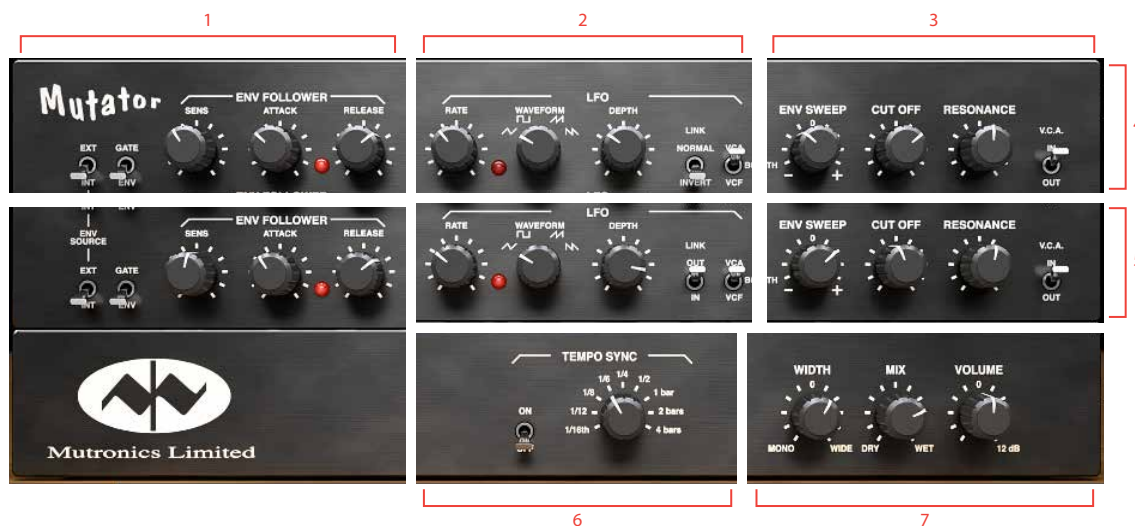 1 2 3
Mutator
ENV FOLLOWER
SENS ATTACK RELEASE
EXT GATE
INT ENV
LFO
RATE WAVEFORM DEPTH
LINK
NORMAL VCA
INVERT VCF
ENV SWEEP CUT OFF RESONANCE
0
- +
V.C.A.
IN
OUT
ENV
SOURCE
ENV FOLLOWER
SENS ATTACK RELEASE
EXT GATE
INT ENV
LFO
RATE WAVEFORM DEPTH
LINK
OUT VCA
IN VCF
ENV SWEEP CUT OFF RESONANCE
0
- +
V.C.A.
IN
OUT
Mutronics Limited
TEMPO SYNC
ON
OFF
1/16th 1/12 1/8 1/6 1/4 1/2 1 bar 2 bars 4 bars
WIDTH MIX VOLUME
0 0
MONO WIDE DRY WET 12 dB
6 7